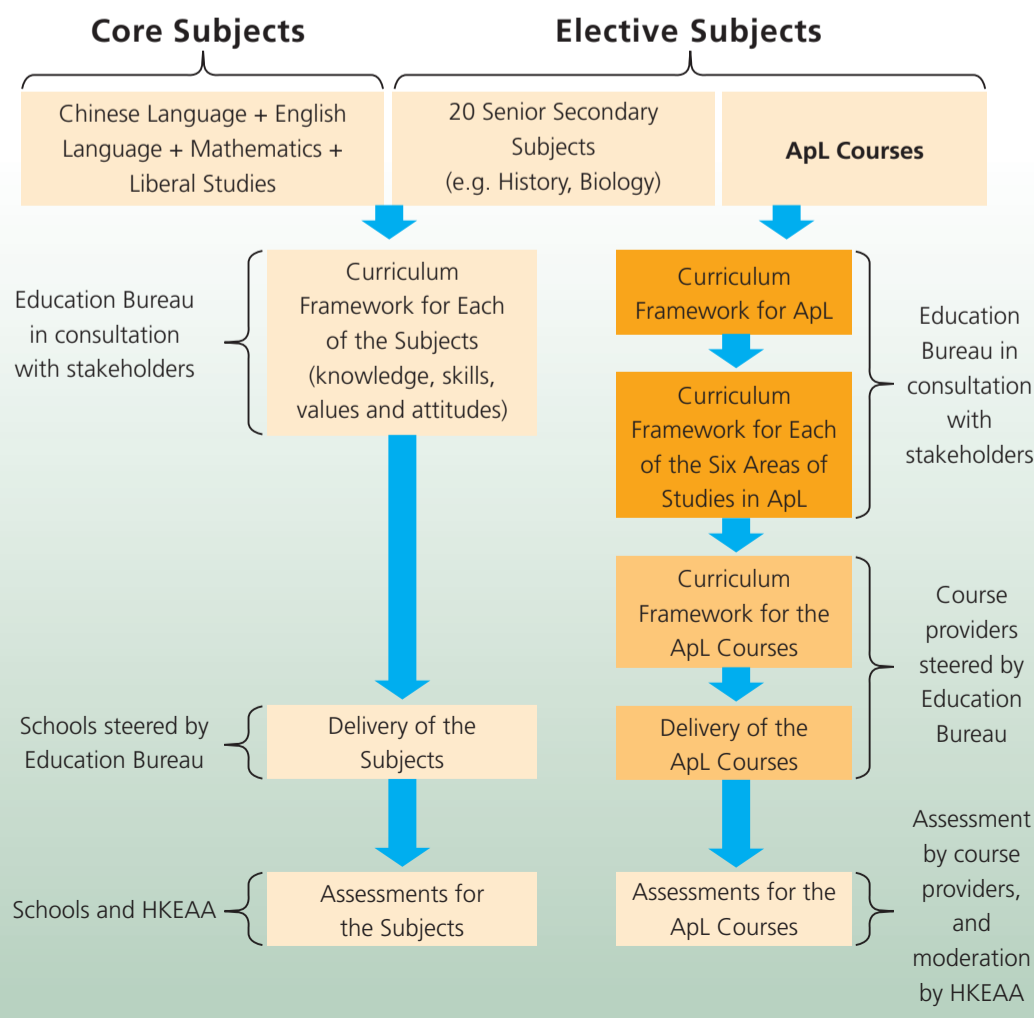 Core Subjects
Elective Subjects
Chinese Language + English
Language + Mathematics +
Liberal Studies
20 Senior Secondary
Subjects
(e.g. History, Biology)
ApL Courses
Education Bureau
in consultation
with stakeholders
Curriculum
Framework for Each
of the Subjects
(knowledge, skills,
values and attitudes)
Curriculum
Framework for ApL
Curriculum
Framework for Each
of the Six Areas of
Studies in ApL
Education
Bureau in
consultation
with
stakeholders
Curriculum
Framework for the
ApL Courses
Course
providers
steered by
Education
Bureau
Schools steered by
Education Bureau
Delivery of the
Subjects
Delivery of the
ApL Courses
Schools and HKEAA
Assessments for
the Subjects
Assessments for the
ApL Courses
Assessment
by course
providers,
and
moderation
by HKEAA